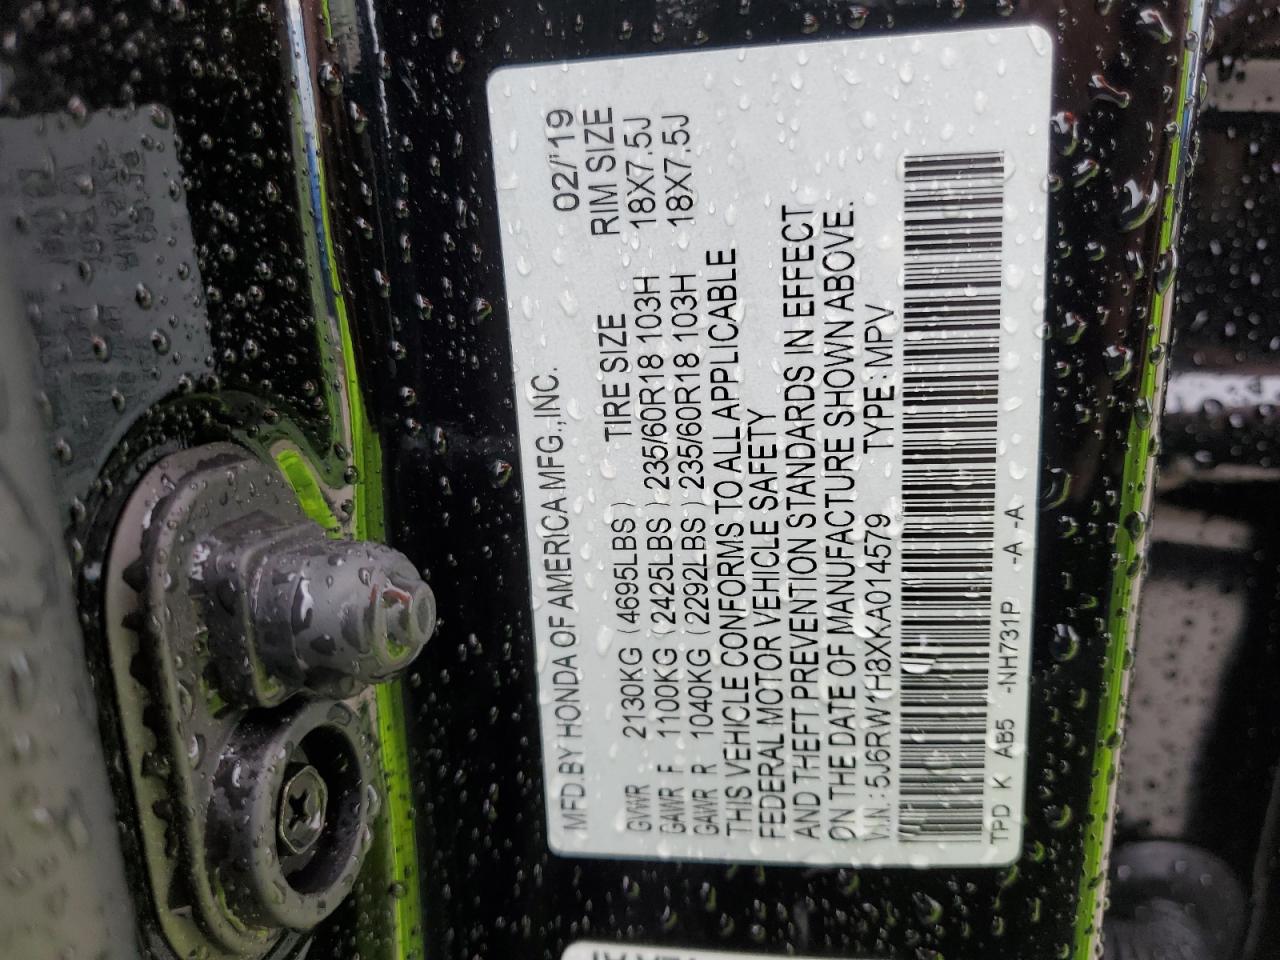 MFD.BY HONDA OF AMERICA MFG.,INC. 02/'19
TIRE SIZE RIM SIZE
GVWR 2130KG (4695LBS)
GAWR F 1100KG (2425LBS) 235/60R18 103H 18X7.5J
GAWR R 1040KG (2292LBS) 235/60R18 103H 18X7.5J
THIS VEHICLE CONFORMS TO ALL APPLICABLE
FEDERAL MOTOR VEHICLE SAFETY
AND THEFT PREVENTION STANDARDS IN EFFECT
ON THE DATE OF MANUFACTURE SHOWN ABOVE.
V.I.N.:5J6RW1H8XKA014579 TYPE:MPV
TPD K AB5 -NH731P -A -A